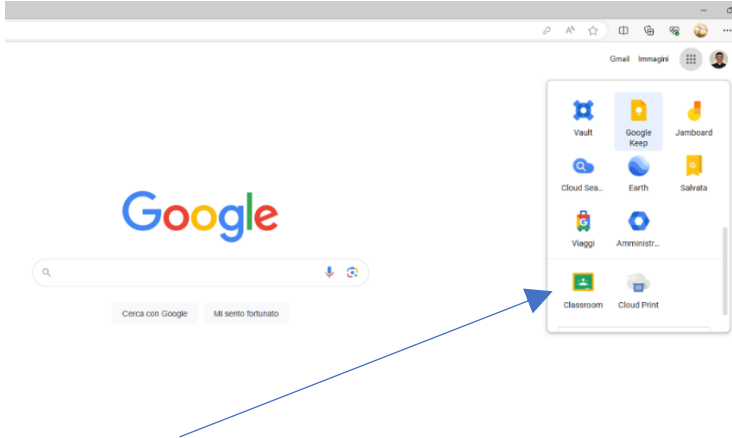 Gmail Immagini
Vault Google Keep Jamboard
Cloud Sea... Earth Salvata
Google
Viaggi Amministr...
Cerca con Google Mi sento fortunato
Classroom Cloud Print